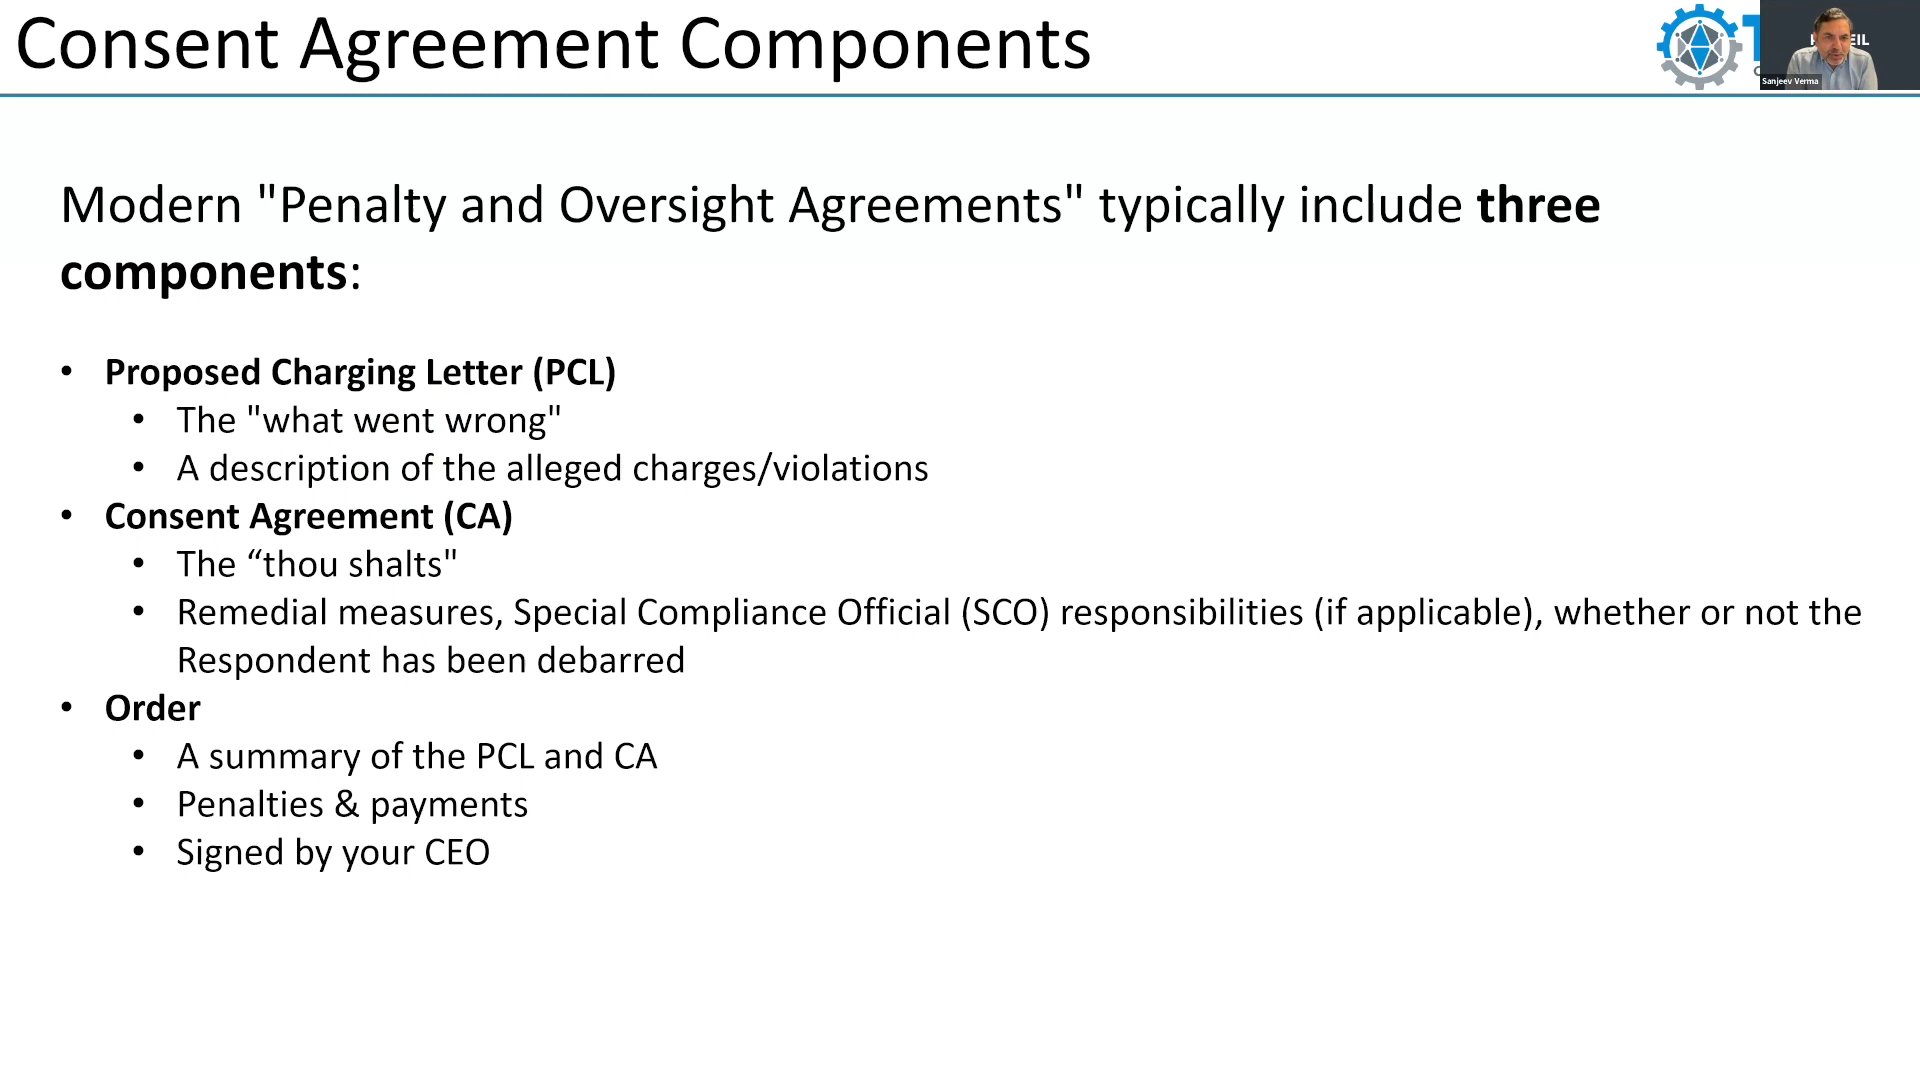 Consent Agreement Components
Sanjeev Verma
Modern "Penalty and Oversight Agreements" typically include three
components:
• Proposed Charging Letter (PCL)
• The "what went wrong"
• A description of the alleged charges/violations
• Consent Agreement (CA)
• The “thou shalts"
• Remedial measures, Special Compliance Official (SCO) responsibilities (if applicable), whether or not the
Respondent has been debarred
• Order
• A summary of the PCL and CA
• Penalties & payments
• Signed by your CEO